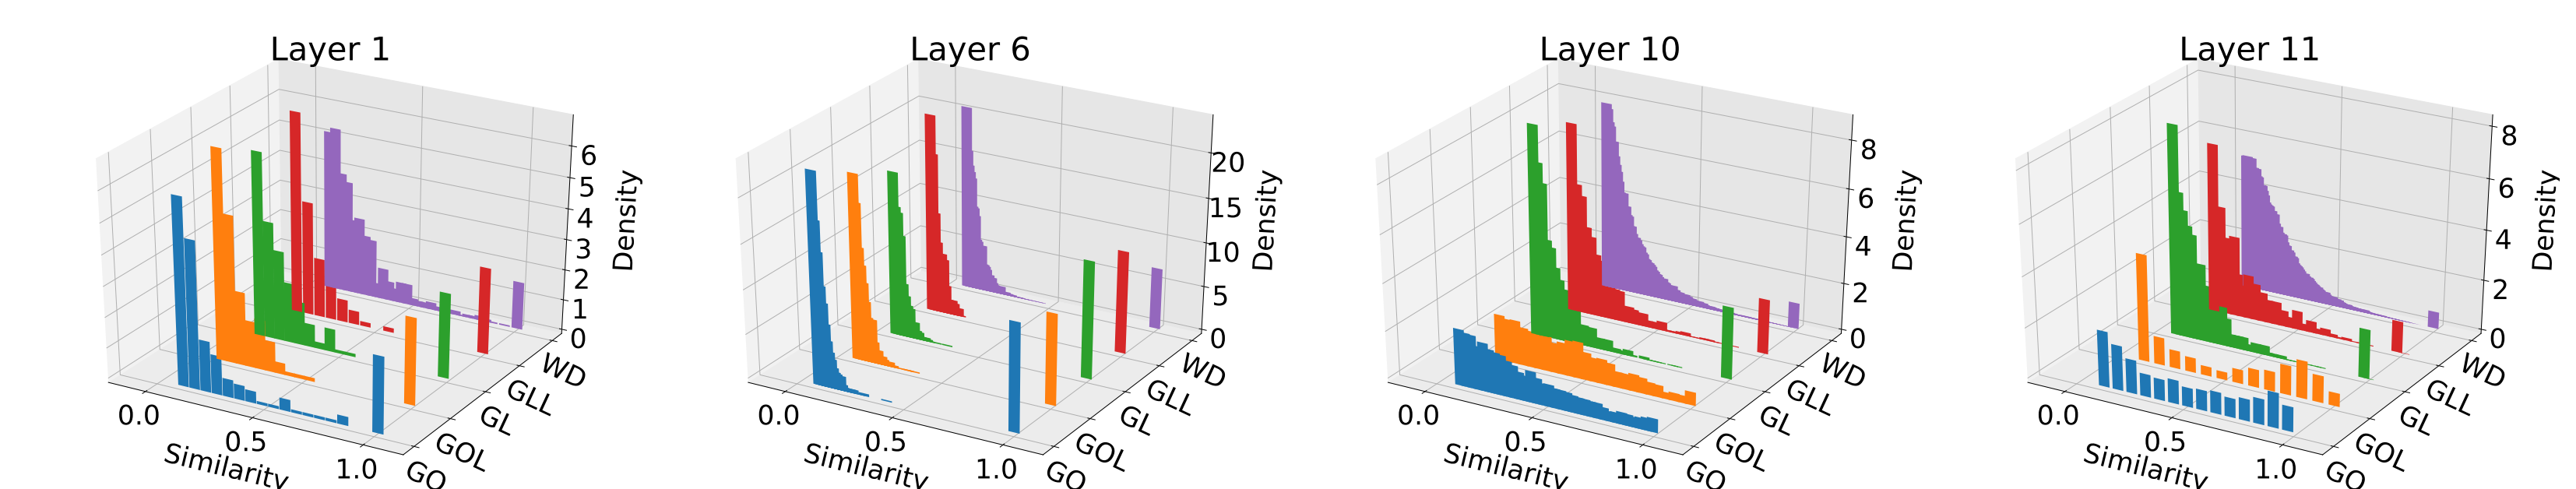 Layer 1
6
5
4
3
2
1
0
Density
0.0
0.5
1.0
Similarity
GO
GOL
GL
GLL
WD
Layer 6
20
15
10
5
0
Density
0.0
0.5
1.0
Similarity
GO
GOL
GL
GLL
WD
Layer 10
8
6
4
2
0
Density
0.0
0.5
1.0
Similarity
GO
GOL
GL
GLL
WD
Layer 11
8
6
4
2
0
Density
0.0
0.5
1.0
Similarity
GO
GOL
GL
GLL
WD